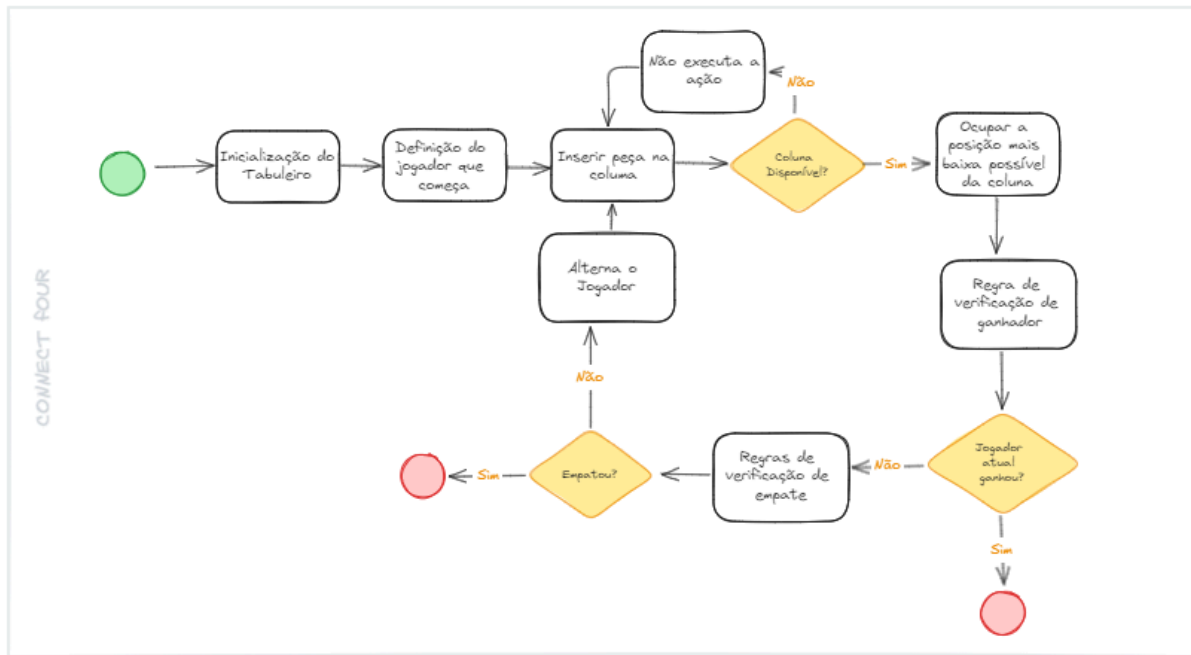 CONNECT FOUR
Inicialização do
Tabuleiro
Definição do
jogador que
começa
Inserir peça na
columa
Não executa a
ação
Não
Coluna
Disponível?
Sim
Ocupar a
posição mais
baixa possível
da coluna
Regra de
verificação de
ganhador
Jogador
atual
ganhou?
Sim
Não
Regras de
verificação de
empate
Empatou?
Sim
Não
Alterna o
Jogador